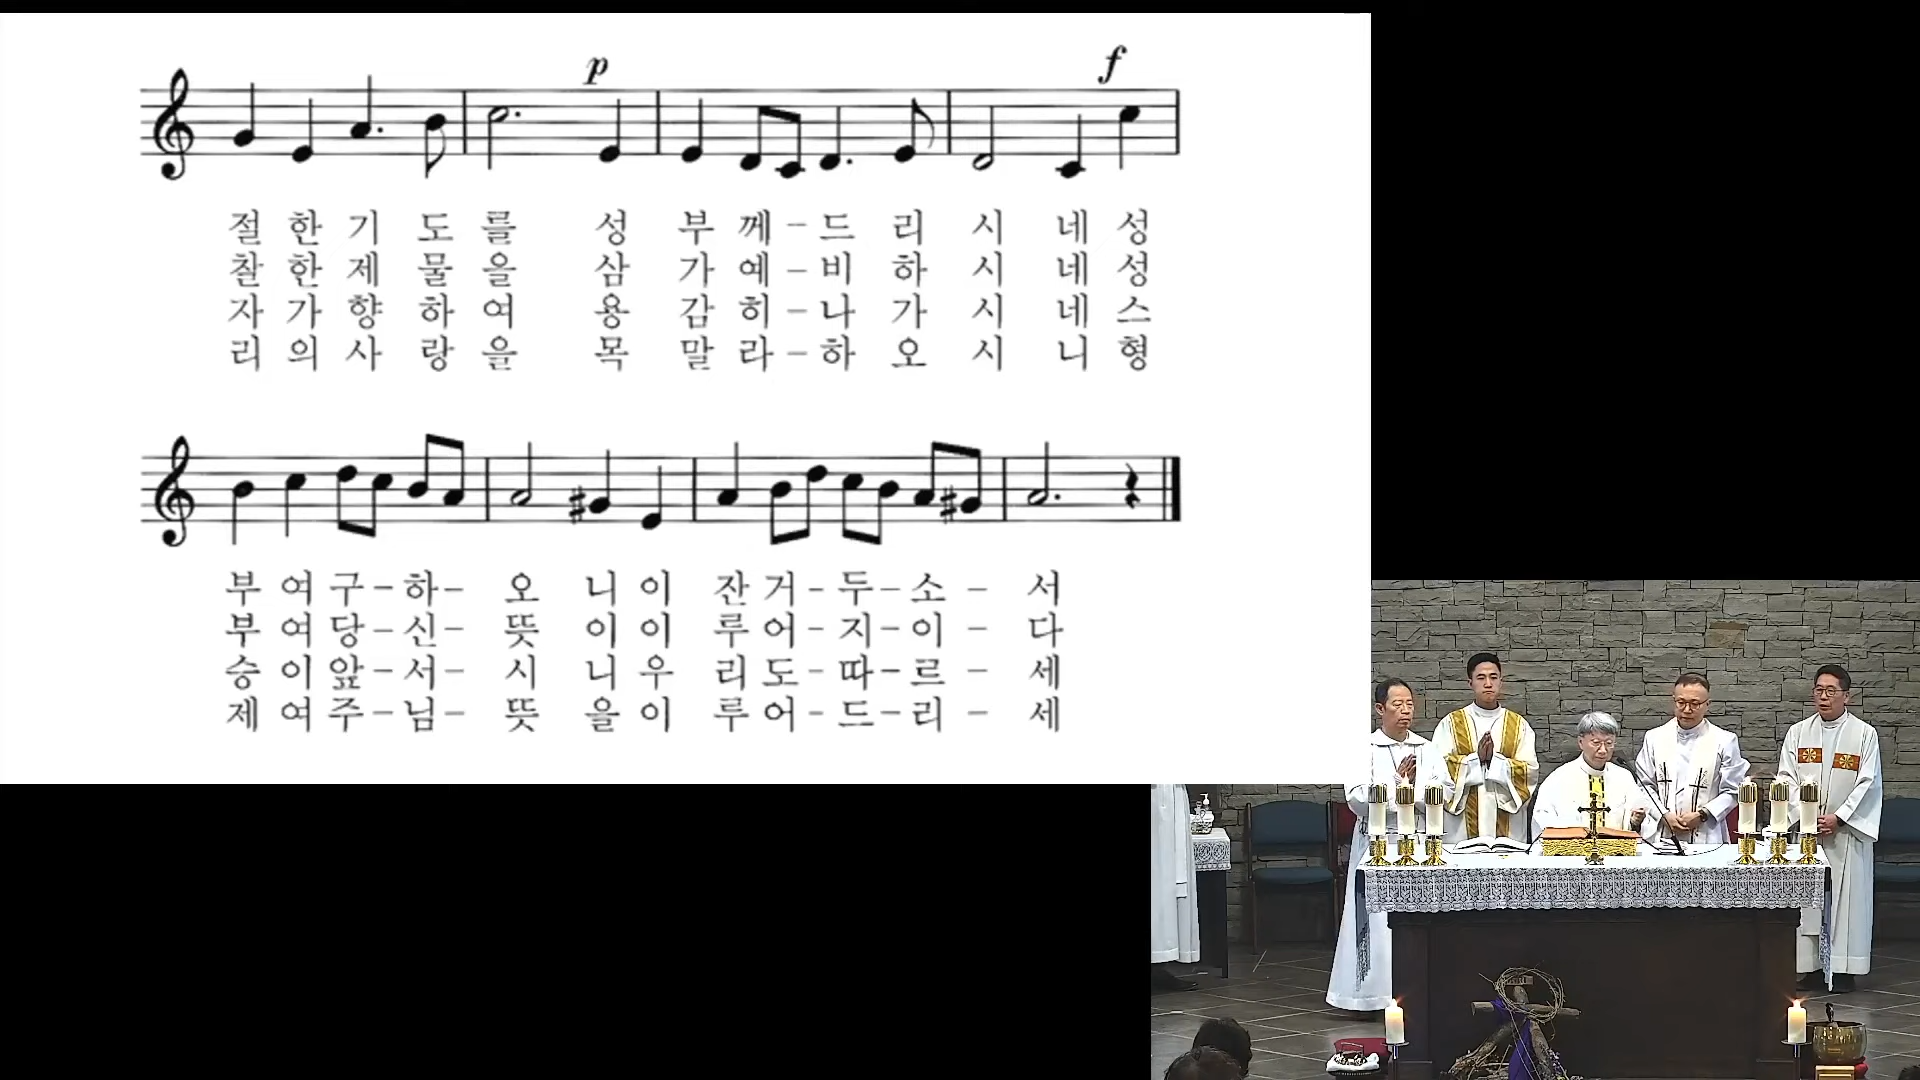 p f
절 한 기 도 를 성 부 께 - 드 리 시 네 성
찰 한 제 물 을 삼 가 예 - 비 하 시 네 성
자 가 향 하 여 용 감 히 - 나 가 시 네 스
리 의 사 랑 을 목 말 라 - 하 오 시 니 형
부 여 구 - 하 - 오 니 이 잔 거 - 두 - 소 - 서
부 여 당 - 신 - 뜻 이 이 루 어 - 지 - 이 - 다
승 이 앞 - 서 - 시 니 우 리 도 - 따 - 르 - 세
제 여 주 - 님 - 뜻 을 이 루 어 - 드 - 리 - 세